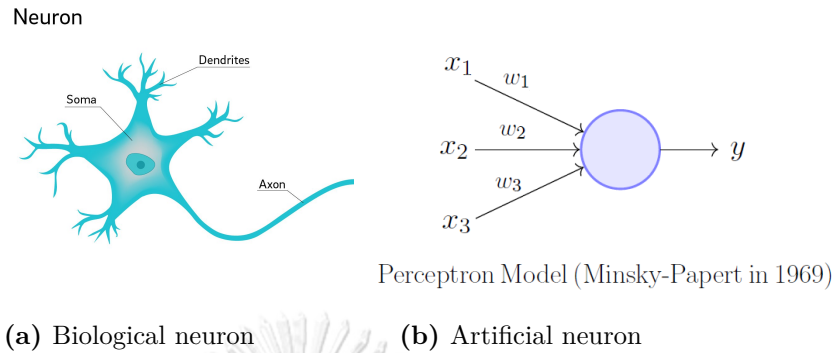 Neuron
Dendrites
Soma
Axon
x1
w1
x2
w2
w3
x3
y
Perceptron Model (Minsky-Papert in 1969)
(a) Biological neuron
(b) Artificial neuron